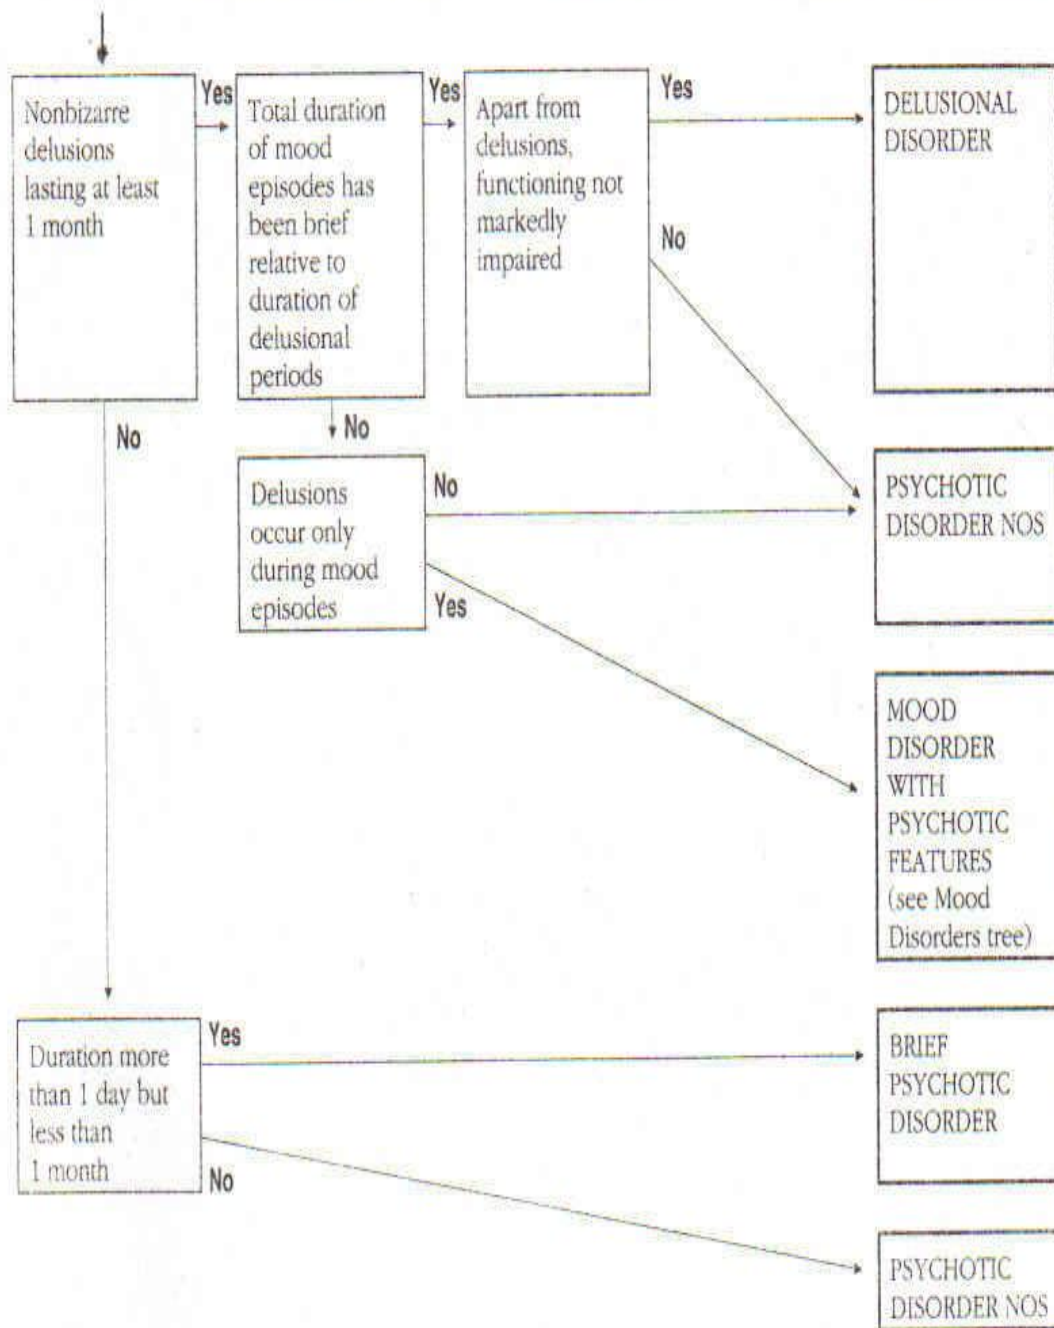 Nonbizarre
delusions
lasting at least
1 month
Yes
No
Total duration
of mood
episodes has
been brief
relative to
duration of
delusional
periods
Yes
No
Apart from
delusions,
functioning not
markedly
impaired
Yes
No
DELUSIONAL
DISORDER
Delusions
occur only
during mood
episodes
No
Yes
PSYCHOTIC
DISORDER NOS
MOOD
DISORDER
WITH
PSYCHOTIC
FEATURES
(see Mood
Disorders tree)
Duration more
than 1 day but
less than
1 month
Yes
No
BRIEF
PSYCHOTIC
DISORDER
PSYCHOTIC
DISORDER NOS